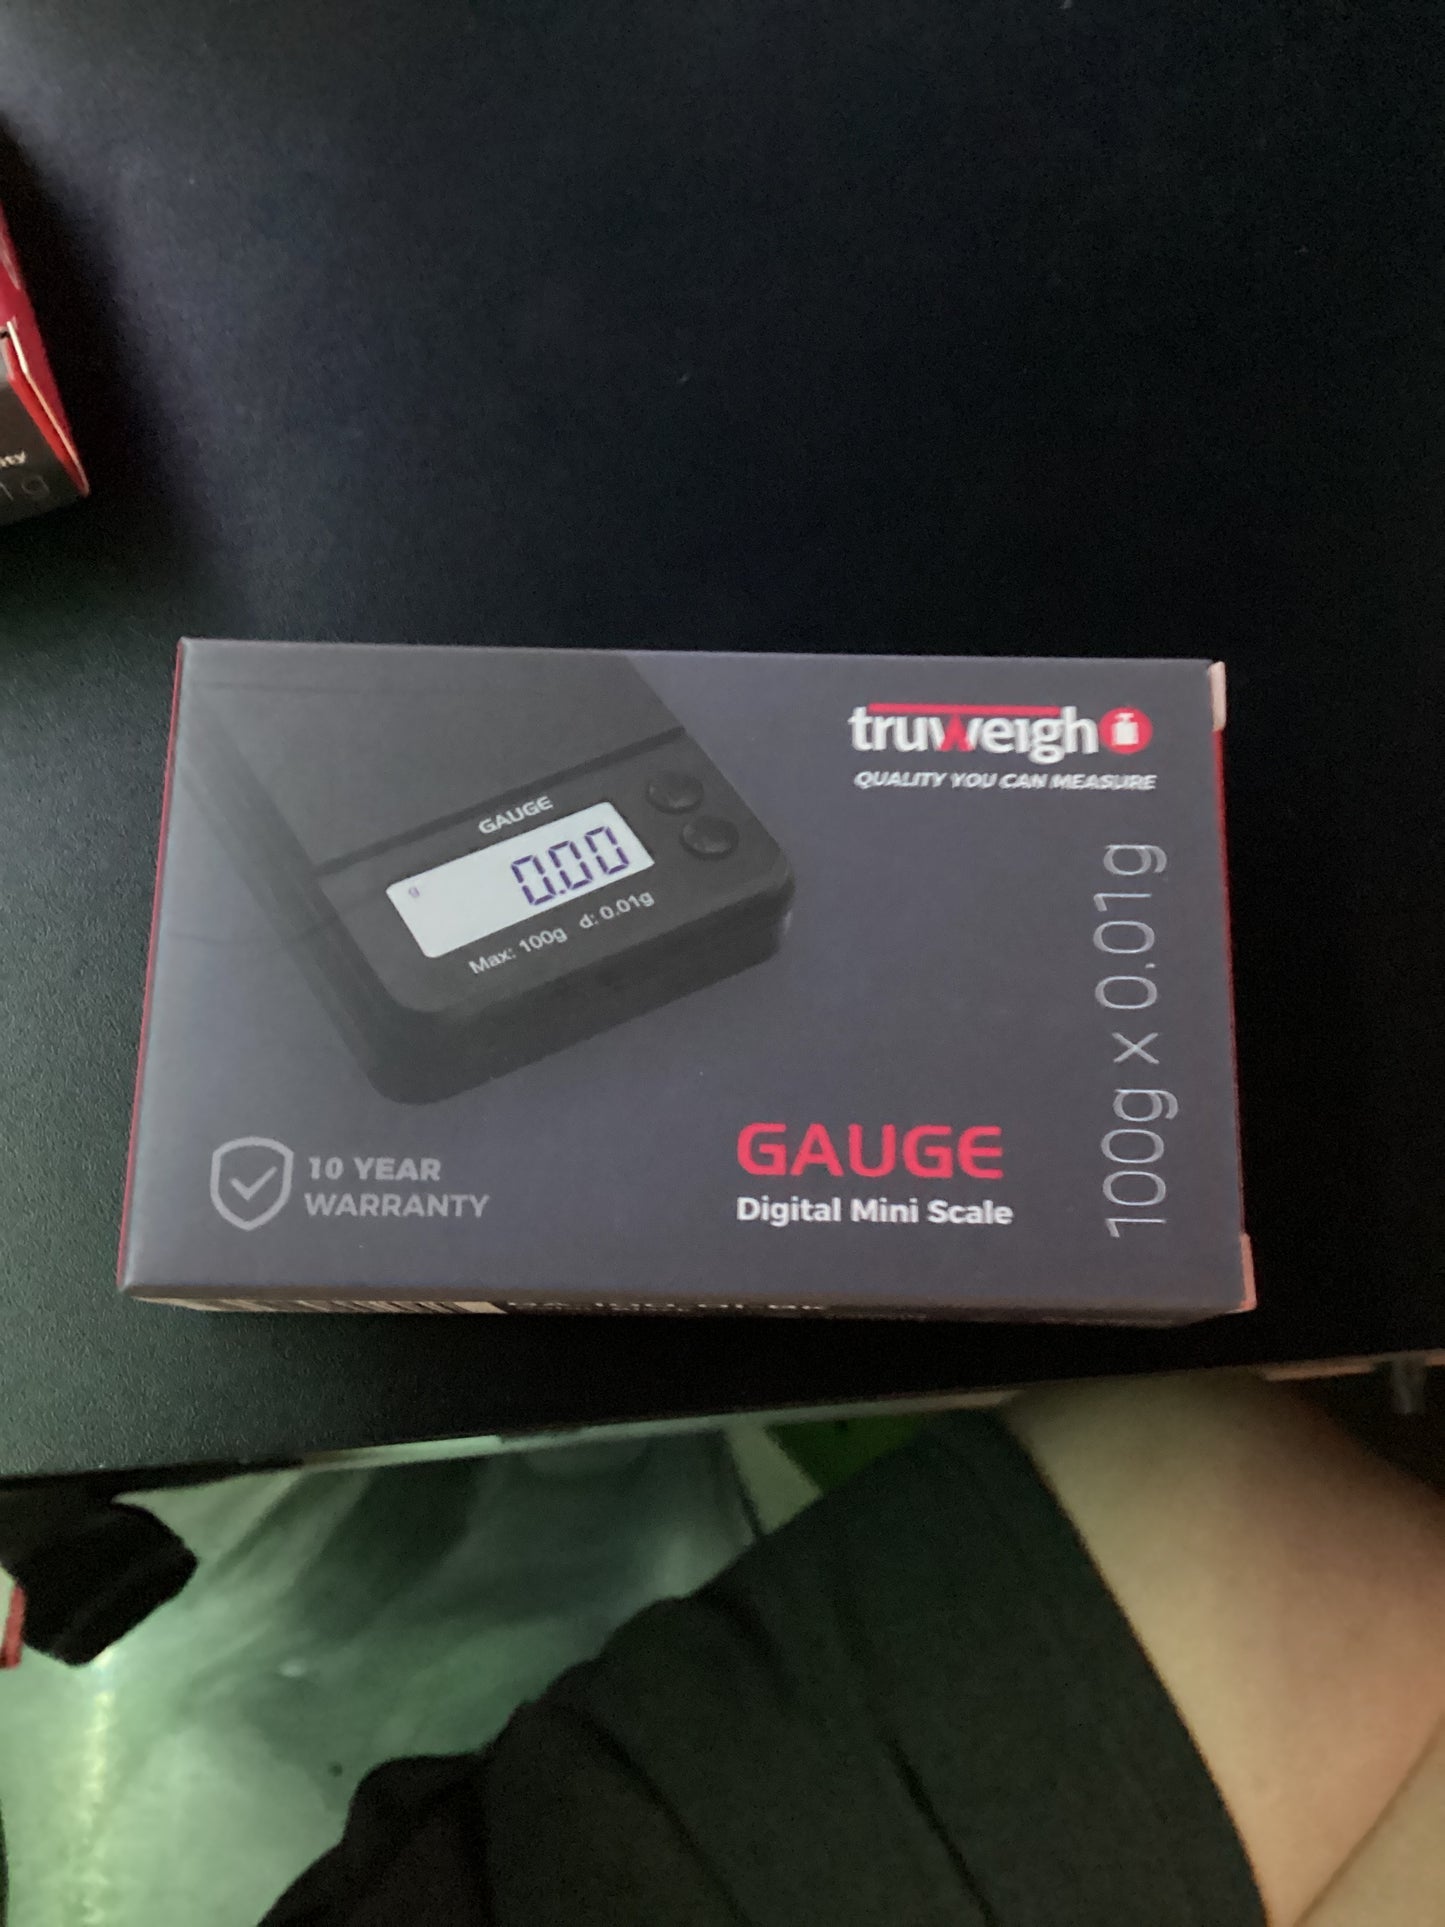 truweigh
QUALITY YOU CAN MEASURE
GAUGE
g 0.00
Max: 100g d: 0.01g
100g x 0.01g
10 YEAR
WARRANTY
GAUGE
Digital Mini Scale
1g